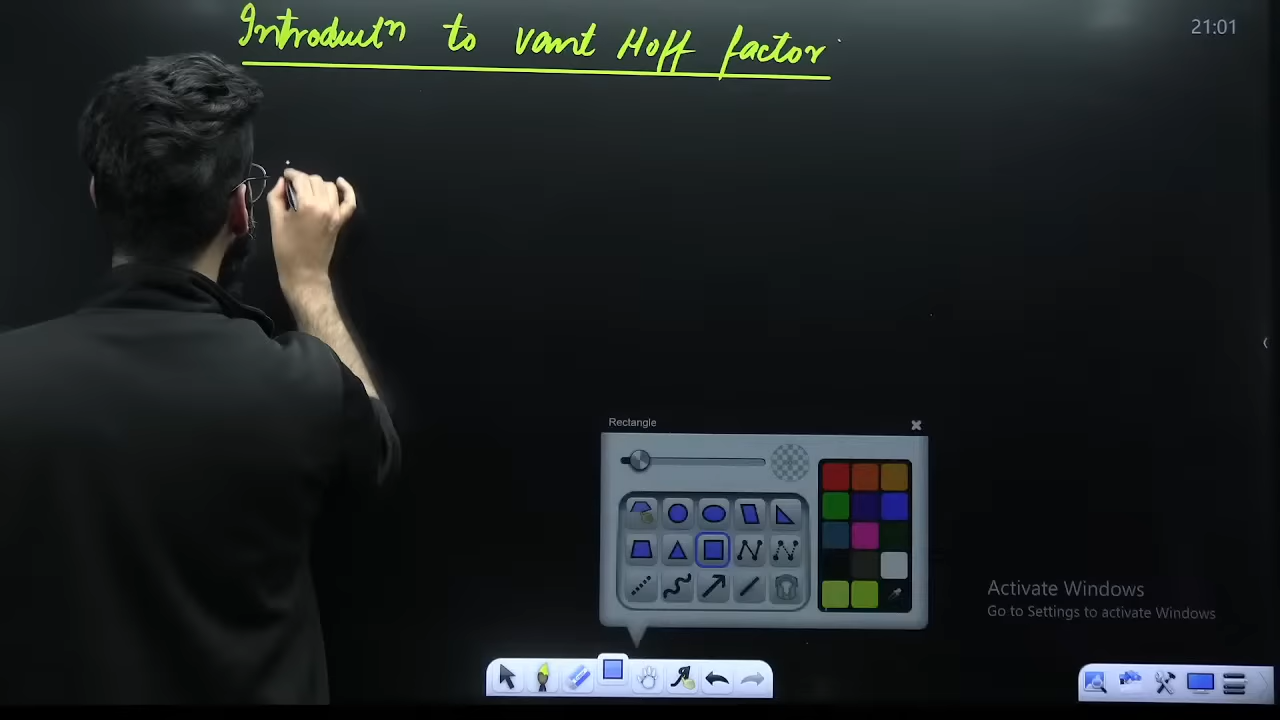 Introductn to vant Hoff factor
21:01
Rectangle
Activate Windows
Go to Settings to activate Windows